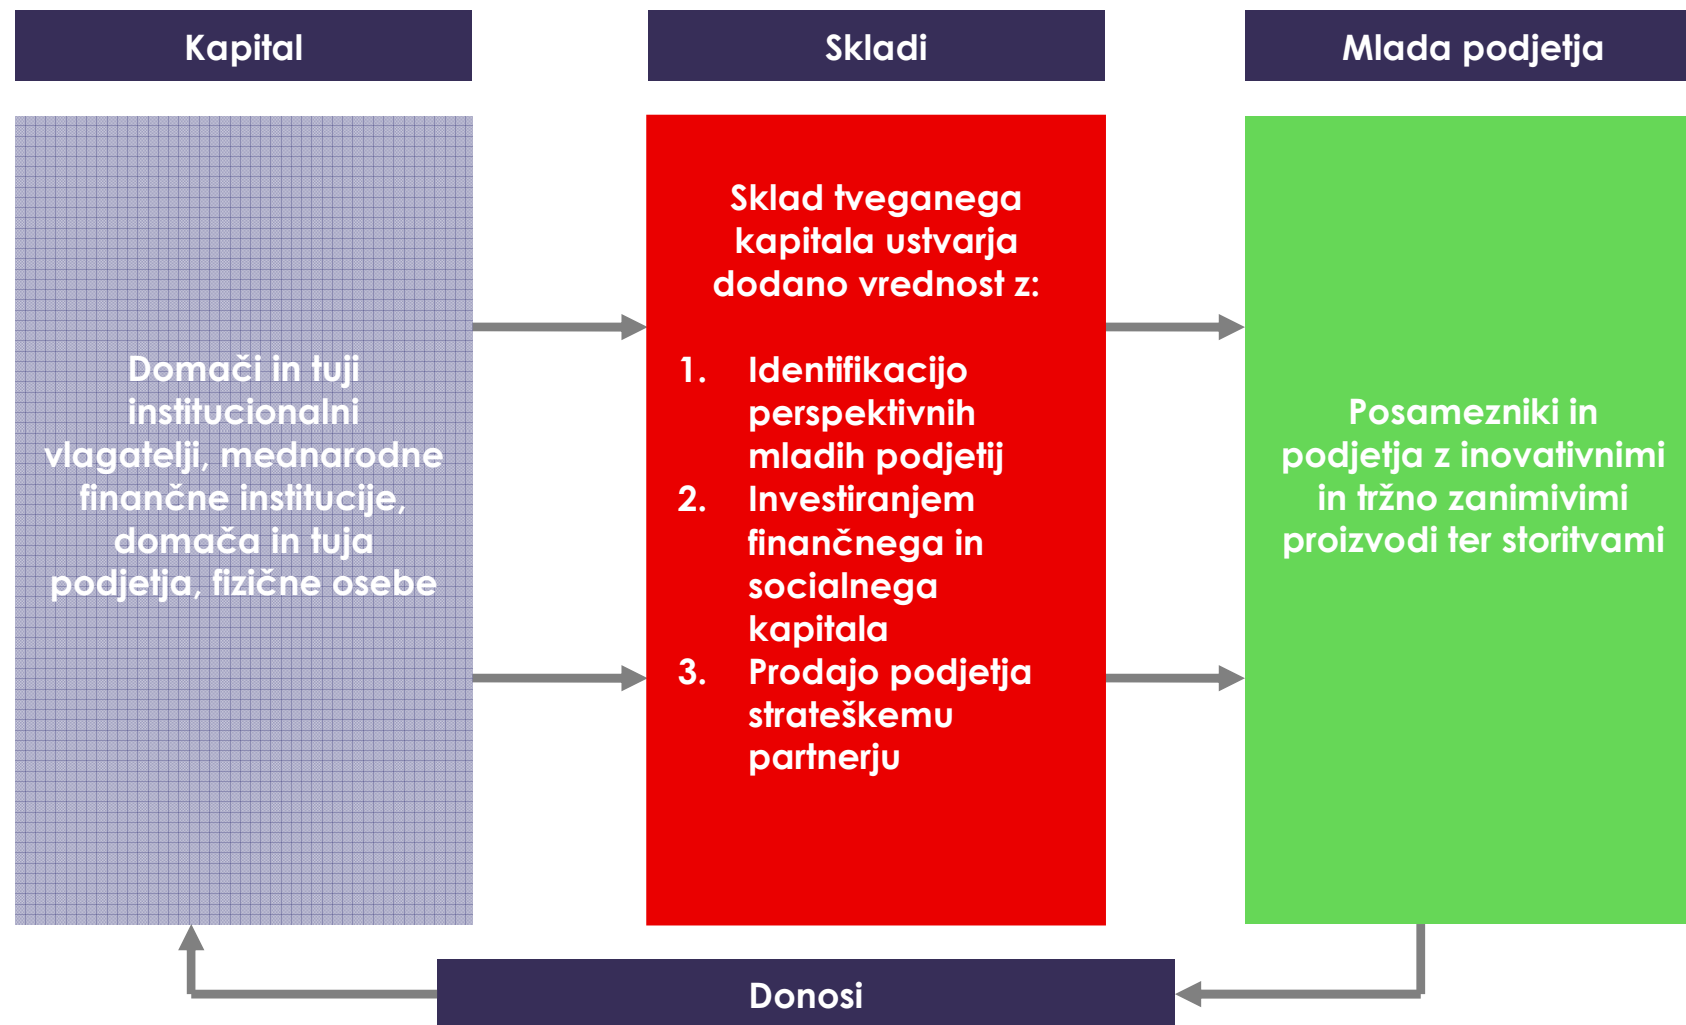 Kapital
Skladi
Mlada podjetja
Domači in tuji
institucionalni
vlagatelji, mednarodne
finančne institucije,
domača in tuja
podjetja, fizične osebe
Sklad tveganega
kapitala ustvarja
dodano vrednost z:
1. Identifikacijo
perspektivnih
mladih podjetij
2. Investiranjem
finančnega in
socialnega
kapitala
3. Prodajo podjetja
strateškemu
partnerju
Posamezniki in
podjetja z inovativnimi
in tržno zanimivimi
proizvodi ter storitvami
Donosi